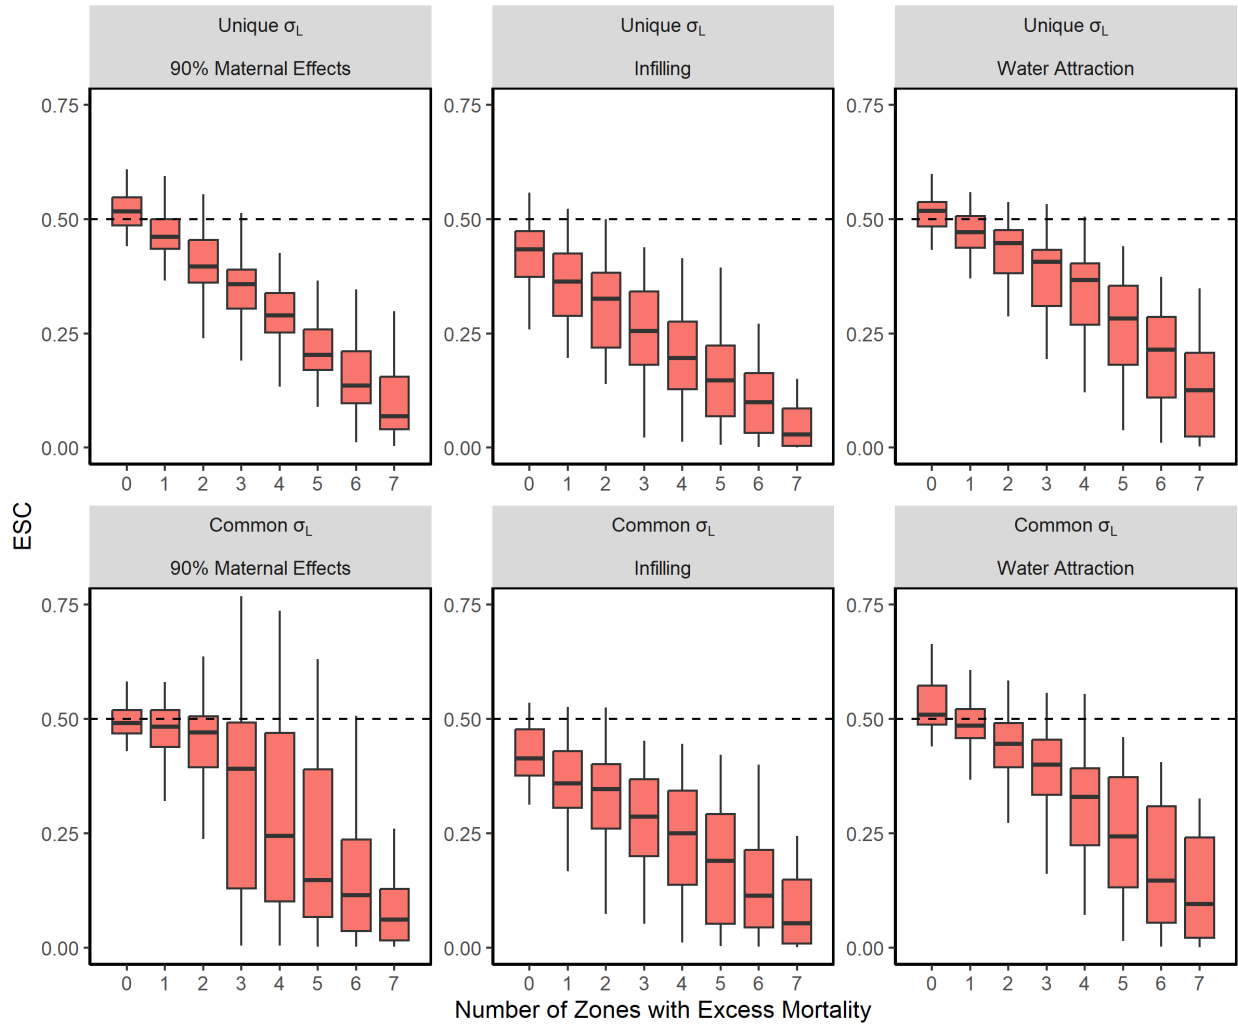 Unique σL
90% Maternal Effects
Unique σL
Infilling
Unique σL
Water Attraction
0.75
0.50
0.25
0.00
0 1 2 3 4 5 6 7
0.75
0.50
0.25
0.00
0 1 2 3 4 5 6 7
0.75
0.50
0.25
0.00
0 1 2 3 4 5 6 7
ESC
Common σL
90% Maternal Effects
Common σL
Infilling
Common σL
Water Attraction
0.75
0.50
0.25
0.00
0 1 2 3 4 5 6 7
0.75
0.50
0.25
0.00
0 1 2 3 4 5 6 7
0.75
0.50
0.25
0.00
0 1 2 3 4 5 6 7
Number of Zones with Excess Mortality